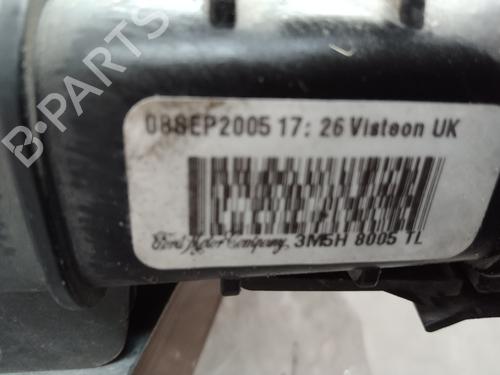 B-PARTS
08SEP2005 17: 26 Visteon UK
Ford Motor Company, 3M5H 8005 TL